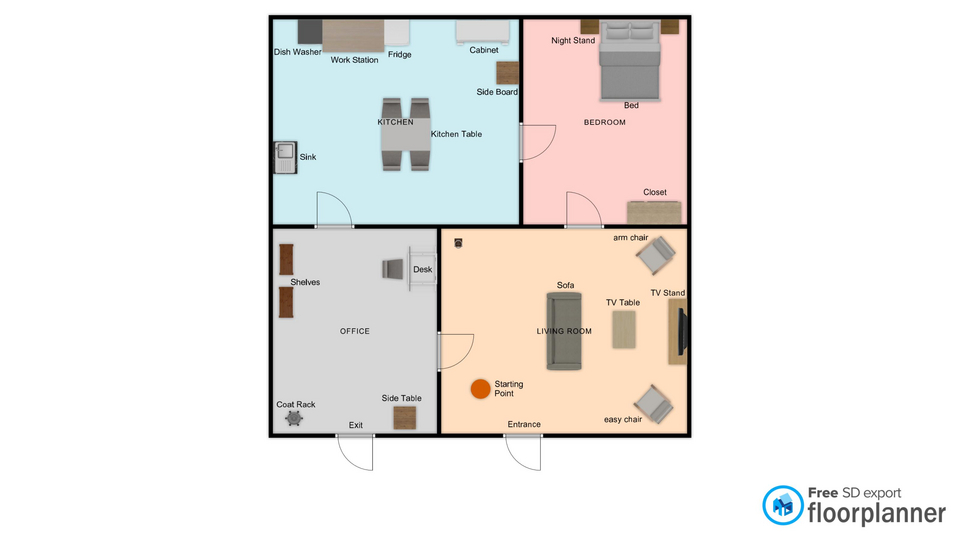 Dish Washer
Work Station
Fridge
Cabinet
Side Board
KITCHEN
Kitchen Table
Sink
Night Stand
Bed
BEDROOM
Closet
Shelves
Desk
OFFICE
Coat Rack
Side Table
Exit
arm chair
Sofa
TV Stand
TV Table
LIVING ROOM
Starting
Point
easy chair
Entrance
Free SD export
floorplanner